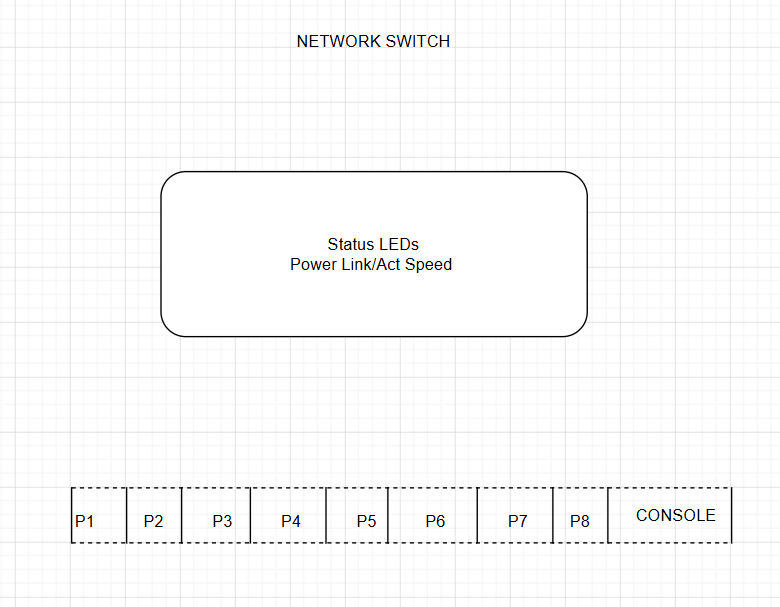 NETWORK SWITCH
Status LEDs
Power Link/Act Speed
P1 P2 P3 P4 P5 P6 P7 P8 CONSOLE